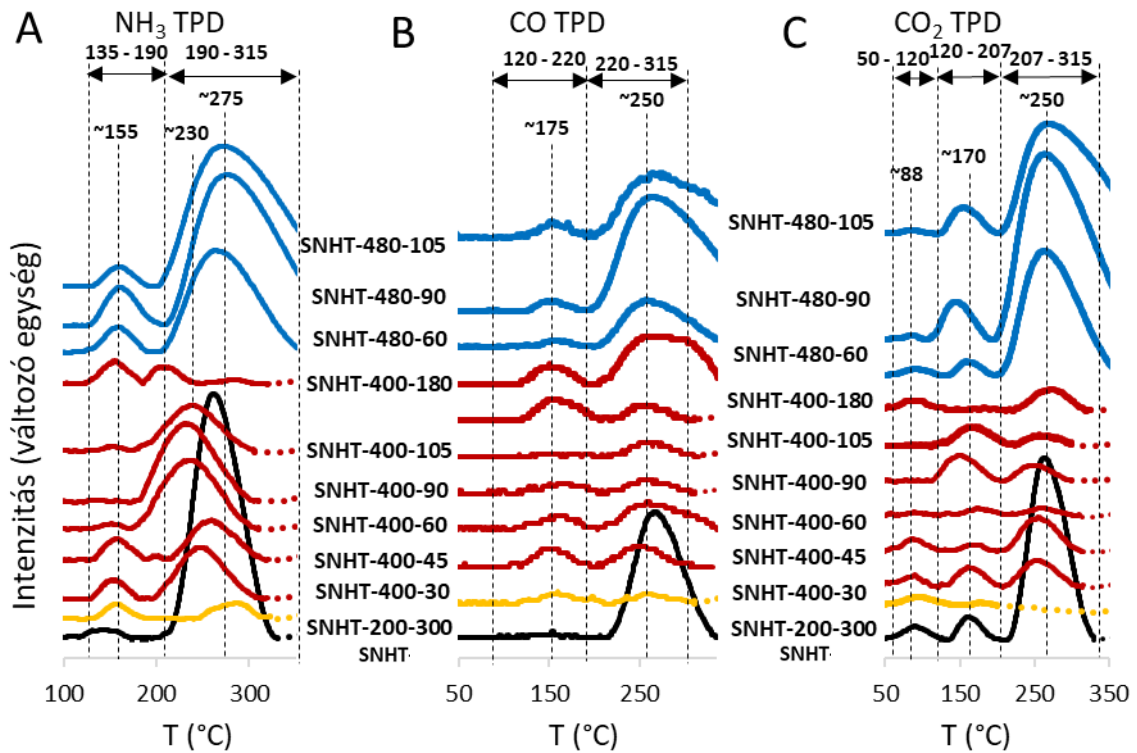 A
NH₃ TPD
135 - 190
190 - 315
~275
~155
~230
B
CO TPD
120 - 220
220 - 315
~250
~175
C
CO₂ TPD
50 - 120
120 - 207
207 - 315
~250
~170
~88
Intenzitás (változó egység)
SNHT-480-105
SNHT-480-90
SNHT-480-60
SNHT-400-180
SNHT-400-105
SNHT-400-90
SNHT-400-60
SNHT-400-45
SNHT-400-30
SNHT-200-300
SNHT
SNHT-480-105
SNHT-480-90
SNHT-480-60
SNHT-400-180
SNHT-400-105
SNHT-400-90
SNHT-400-60
SNHT-400-45
SNHT-400-30
SNHT-200-300
SNHT
100 200 300
T (°C)
50 150 250
T (°C)
50 150 250 350
T (°C)